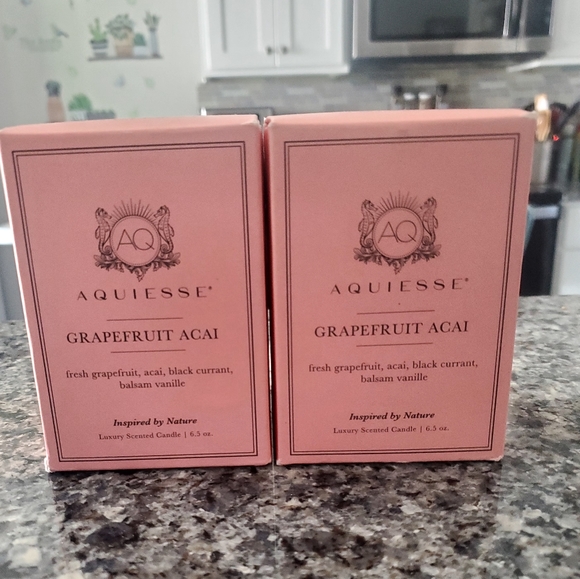 AQ
AQUIESSE®
GRAPEFRUIT ACAI
fresh grapefruit, acai, black currant,
balsam vanille
Inspired by Nature
Luxury Scented Candle | 6.5 oz.
AQ
AQUIESSE®
GRAPEFRUIT ACAI
fresh grapefruit, acai, black currant,
balsam vanille
Inspired by Nature
Luxury Scented Candle | 6.5 oz.